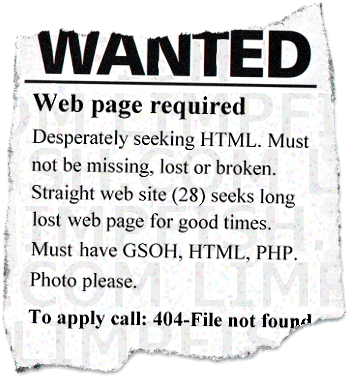 WANTED
Web page required
Desperately seeking HTML. Must
not be missing, lost or broken.
Straight web site (28) seeks long
lost web page for good times.
Must have GSOH, HTML, PHP.
Photo please.
To apply call: 404-File not found